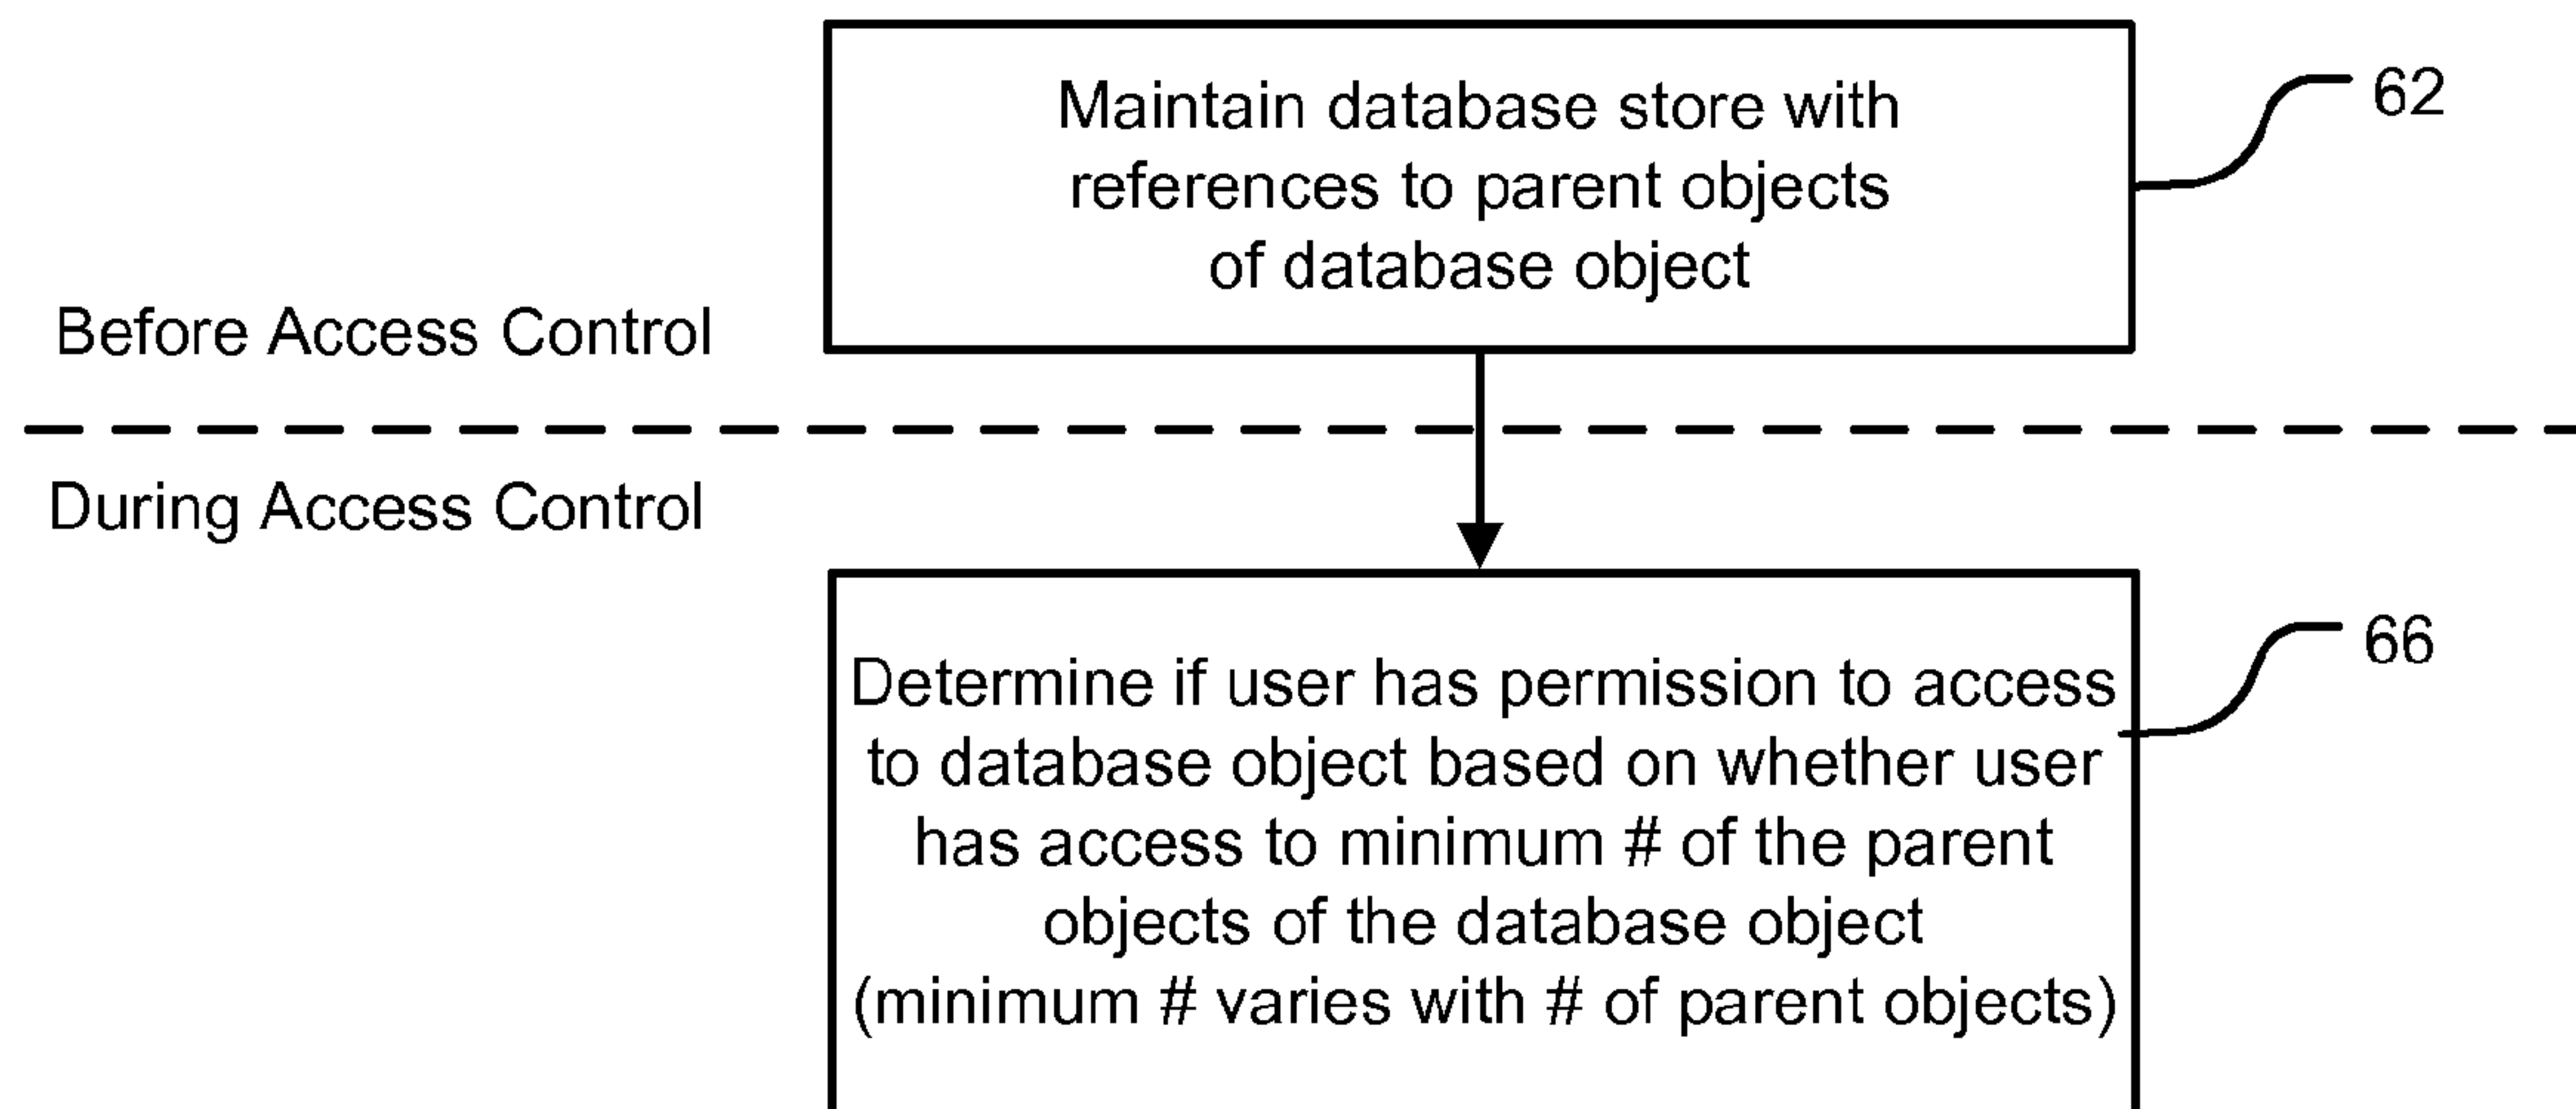 Maintain database store with
references to parent objects
of database object
62
Before Access Control
During Access Control
Determine if user has permission to access
to database object based on whether user
has access to minimum # of the parent
objects of the database object
(minimum # varies with # of parent objects)
66